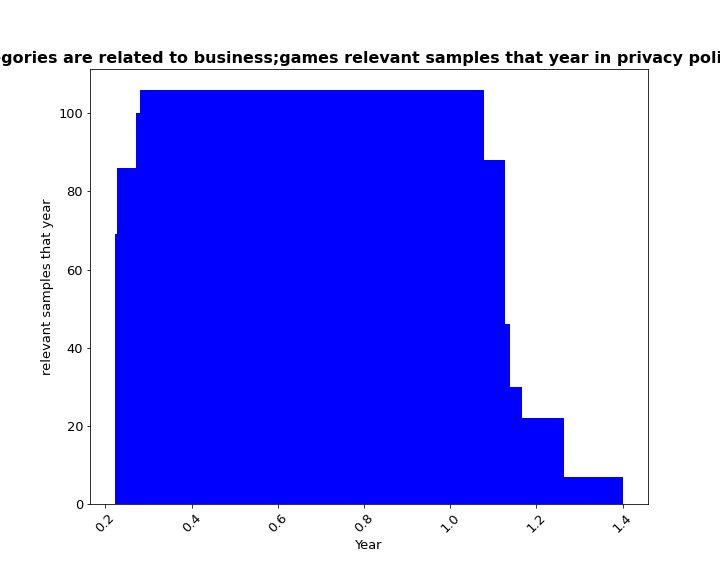 gories are related to business;games relevant samples that year in privacy poli
relevant samples that year
100
80
60
40
20
0
0.2 0.4 0.6 0.8 1.0 1.2 1.4
Year